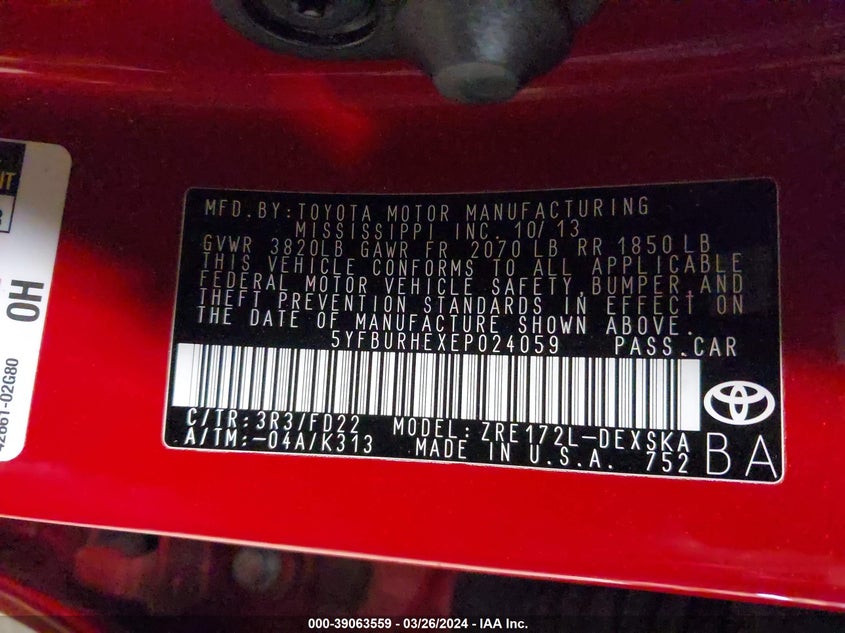 MFD.BY:TOYOTA MOTOR MANUFACTURING
MISSISSIPPI INC. 10/13
GVWR 3820LB GAWR FR 2070 LB RR 1850 LB
THIS VEHICLE CONFORMS TO ALL APPLICABLE
FEDERAL MOTOR VEHICLE SAFETY, BUMPER, AND
THEFT PREVENTION STANDARDS IN EFFECT ON
THE DATE OF MANUFACTURE SHOWN ABOVE.
5YFBURHEXEP024059 PASS.CAR
C/TR:3R3/FD22 MODEL:ZRE172L-DEXSKA
A/TM:-04A/K313 MADE IN U.S.A. 752
BA
OH
42661-02G80
000-39063559 / 03/26/2024 - IAA Inc.